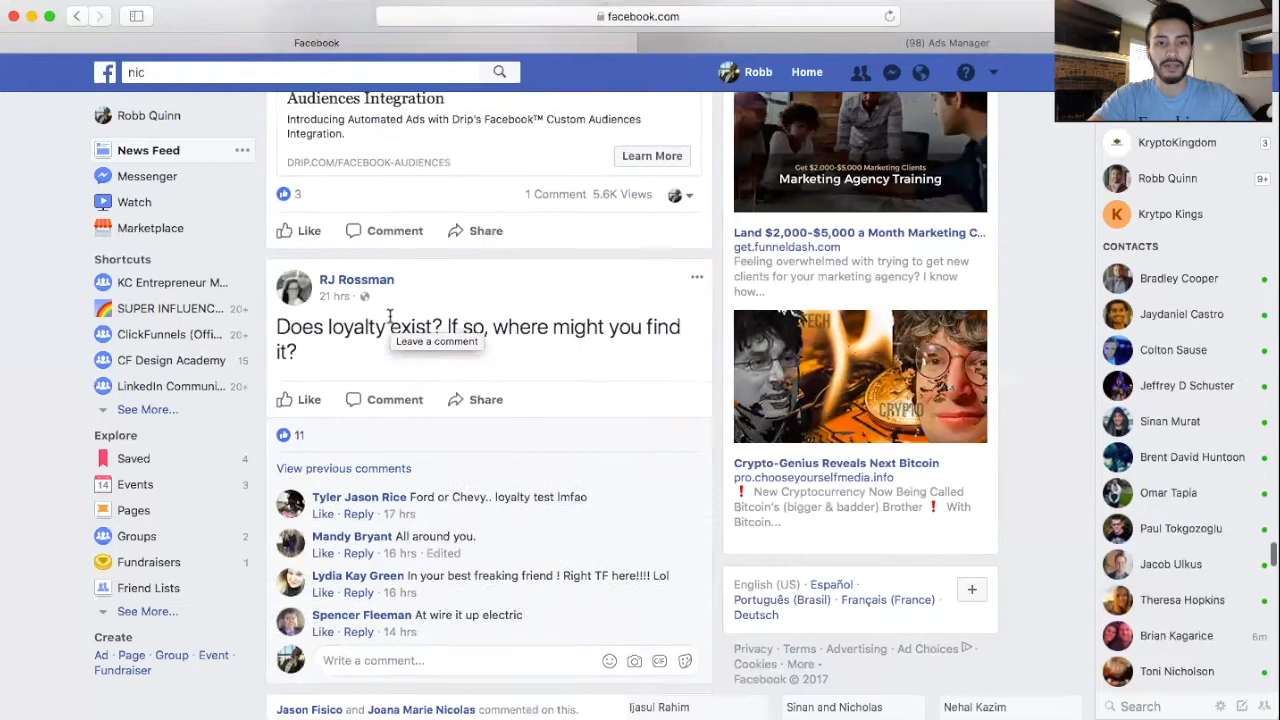 facebook.com
Facebook
(98) Ads Manager
nic
Robb
Home
Robb Quinn
News Feed
Messenger
Watch
Marketplace
Shortcuts
KC Entrepreneur M...
SUPER INFLUENC... 20+
ClickFunnels (Offi... 20+
CF Design Academy 15
LinkedIn Communi... 20+
See More...
Explore
Saved 4
Events 3
14
Pages
Groups 2
Fundraisers 1
Friend Lists
See More...
Create
Ad · Page · Group · Event ·
Fundraiser
Audiences Integration
Introducing Automated Ads with Drip's Facebook™ Custom Audiences
Integration.
DRIP.COM/FACEBOOK-AUDIENCES
Learn More
3
1 Comment 5.6K Views
Like Comment Share
RJ Rossman
21 hrs ·
Does loyalty exist? If so, where might you find
it?
Leave a comment
Like Comment Share
11
View previous comments
Tyler Jason Rice Ford or Chevy.. loyalty test lmfao
Like · Reply · 17 hrs
Mandy Bryant All around you.
Like · Reply · 16 hrs · Edited
Lydia Kay Green In your best freaking friend ! Right TF here!!!! Lol
Like · Reply · 16 hrs
Spencer Fleeman At wire it up electric
Like · Reply · 14 hrs
Write a comment...
GIF
Jason Fisico and Joana Marie Nicolas commented on this.
Get $2,000-$5,000 Marketing Clients
Marketing Agency Training
Land $2,000-$5,000 a Month Marketing C...
get.funneldash.com
Feeling overwhelmed with trying to get new
clients for your marketing agency? I know
how...
TECH
CRYPTO
Crypto-Genius Reveals Next Bitcoin
pro.chooseyourselfmedia.info
❗ New Cryptocurrency Now Being Called
Bitcoin's (bigger & badder) Brother ❗ With
Bitcoin...
English (US) · Español ·
Português (Brasil) · Français (France) ·
Deutsch
Privacy · Terms · Advertising · Ad Choices
Cookies · More
Facebook © 2017
Ijasul Rahim
Sinan and Nicholas
Nehal Kazim
KryptoKingdom 3
Robb Quinn 9+
K
Krytpo Kings
CONTACTS
Bradley Cooper
Jaydaniel Castro
Colton Sause
Jeffrey D Schuster
Sinan Murat
Brent David Huntoon
Omar Tapia
Paul Tokgozoglu
Jacob Ulkus
Theresa Hopkins
Brian Kagarice 6m
Toni Nicholson
Search